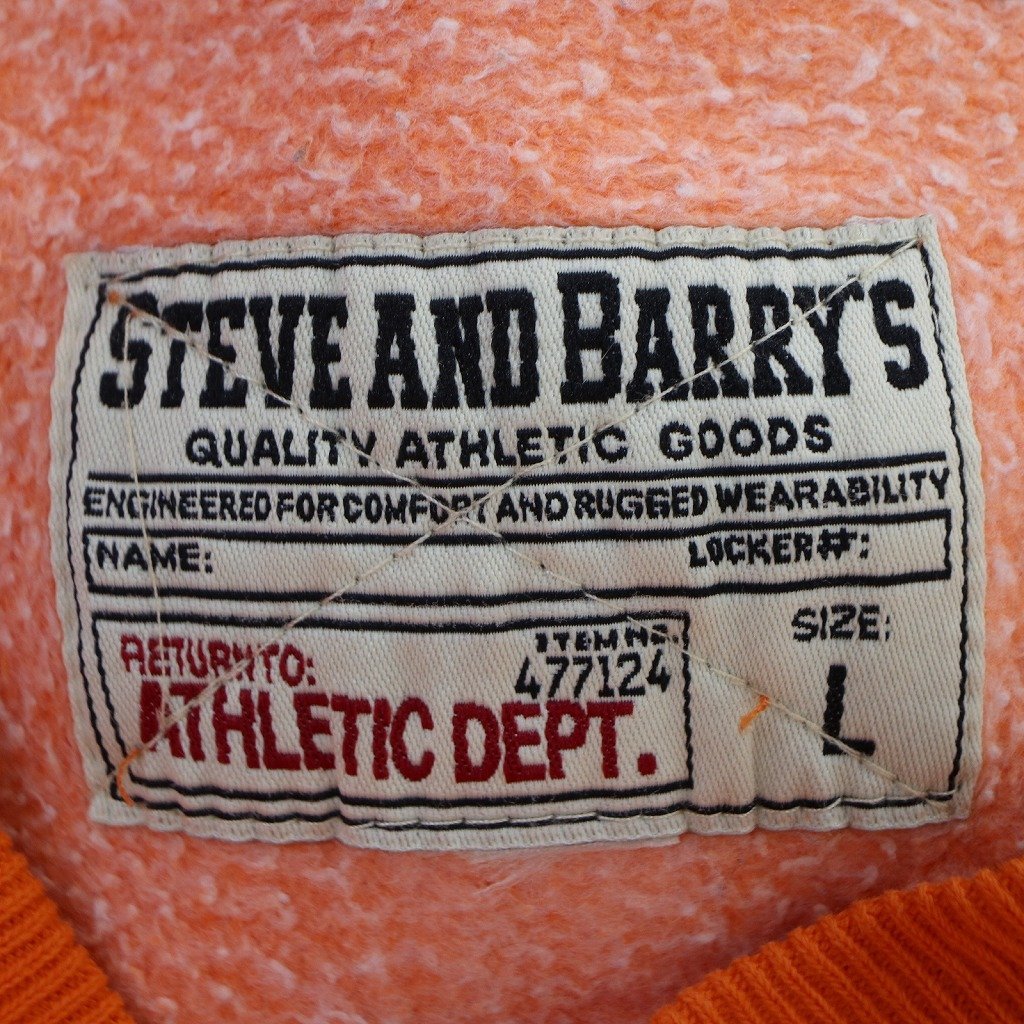 STEVE AND BARRY'S
QUALITY ATHLETIC GOODS
ENGINEERED FOR COMFORT AND RUGGED WEARABILITY
NAME: LOCKER#:
RETURN TO: ITEM NO. SIZE:
477124
ATHLETIC DEPT. L